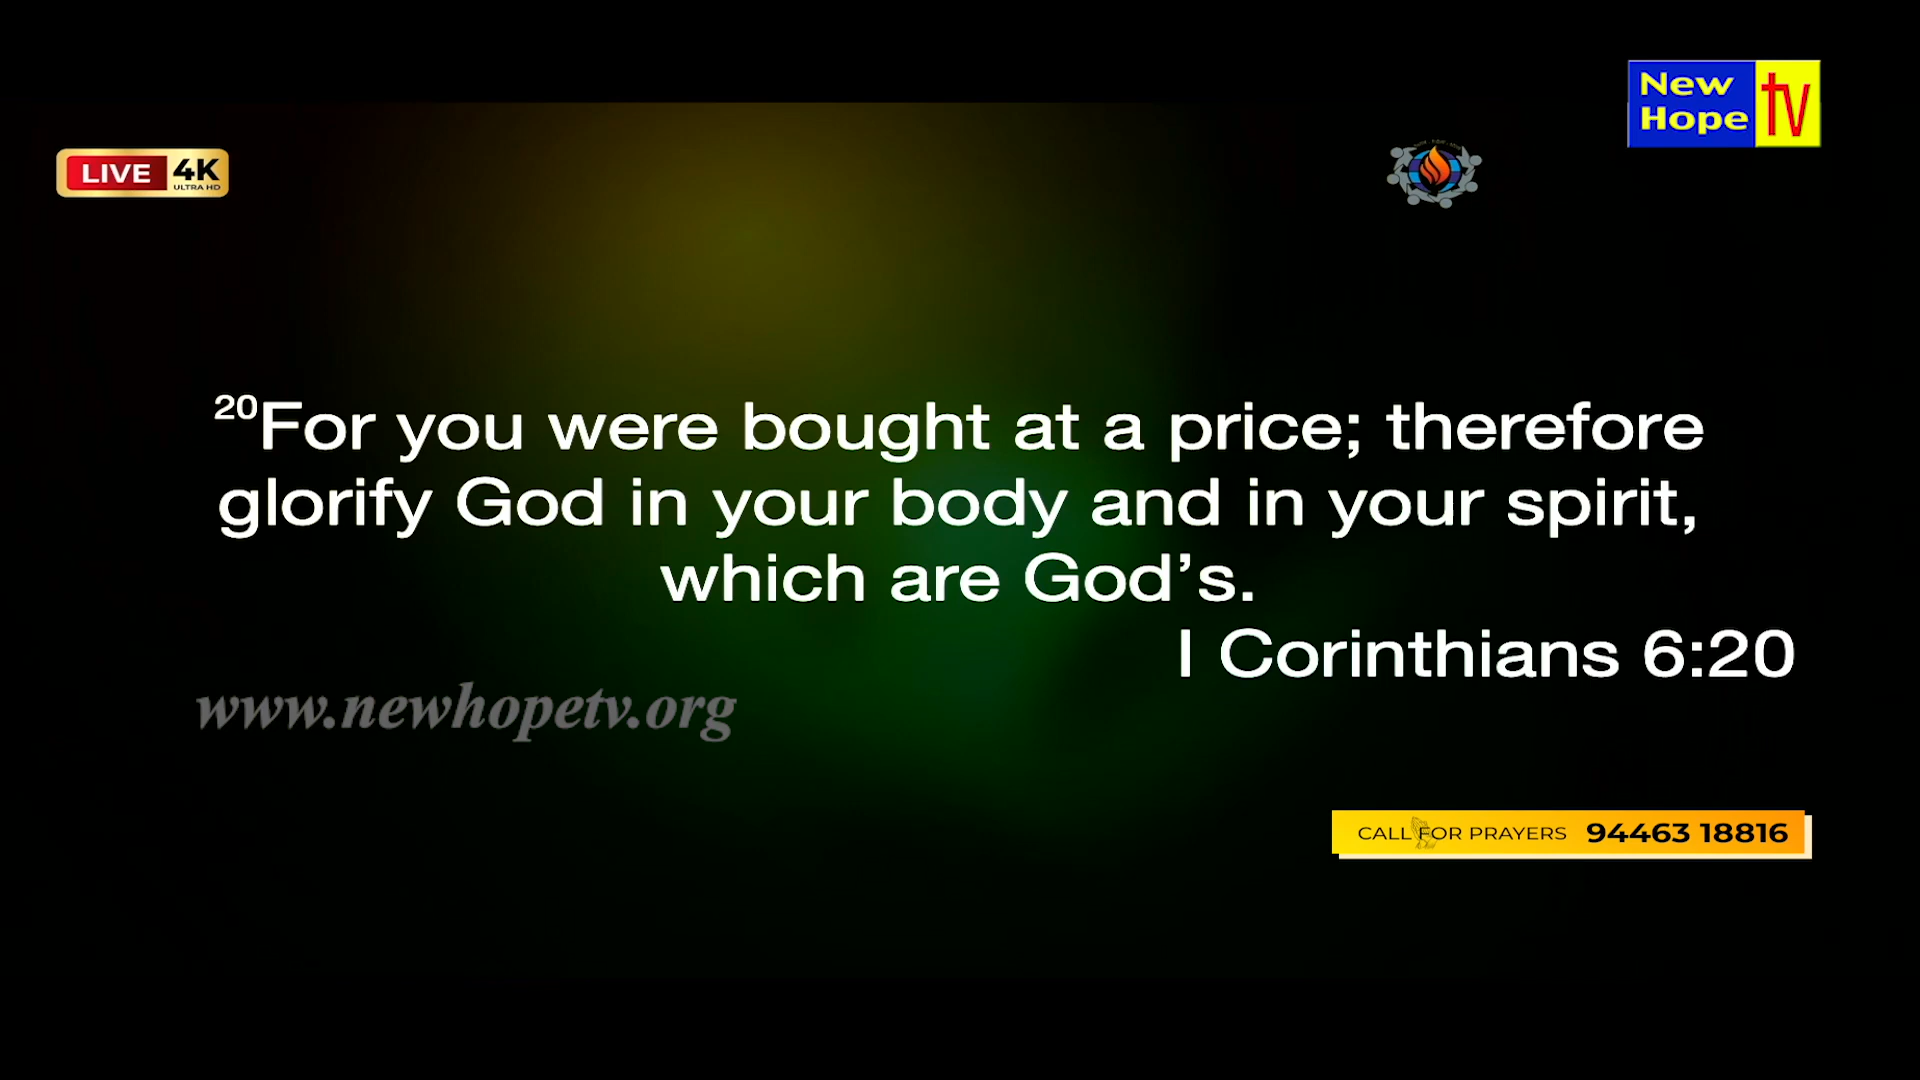 New
Hope
tv
LIVE 4K
ULTRA HD
20For you were bought at a price; therefore
glorify God in your body and in your spirit,
which are God’s.
I Corinthians 6:20
www.newhopetv.org
CALL FOR PRAYERS 94463 18816